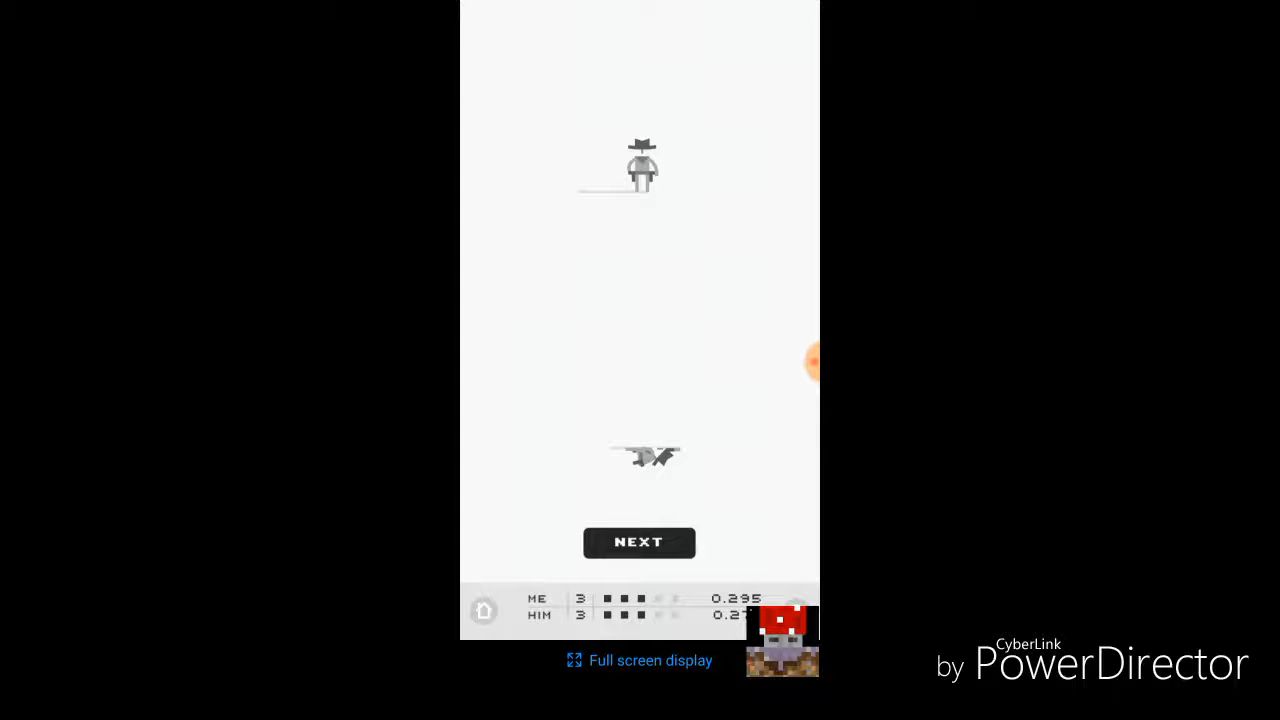 NEXT
ME 3 0.295
HIM 3
Full screen display
CyberLink
by PowerDirector